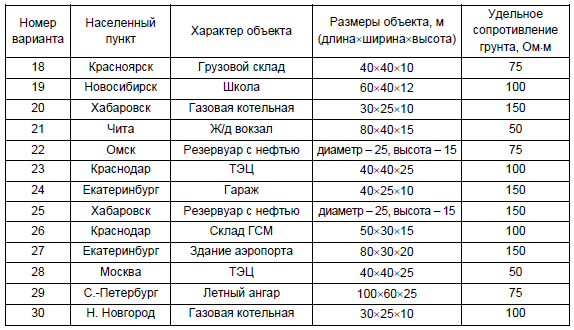 Номер варианта Населенный пункт Характер объекта Размеры объекта, м (длина×ширина×высота) Удельное сопротивление грунта, Ом·м
18 Красноярск Грузовой склад 40×40×10 75
19 Новосибирск Школа 60×40×12 100
20 Хабаровск Газовая котельная 30×25×10 150
21 Чита Ж/д вокзал 80×40×15 50
22 Омск Резервуар с нефтью диаметр – 25, высота – 15 75
23 Краснодар ТЭЦ 40×40×25 100
24 Екатеринбург Гараж 40×25×10 150
25 Хабаровск Резервуар с нефтью диаметр – 25, высота – 15 150
26 Краснодар Склад ГСМ 50×30×15 100
27 Екатеринбург Здание аэропорта 80×30×20 150
28 Москва ТЭЦ 40×40×25 50
29 С.-Петербург Летный ангар 100×60×25 75
30 Н. Новгород Газовая котельная 30×25×10 100